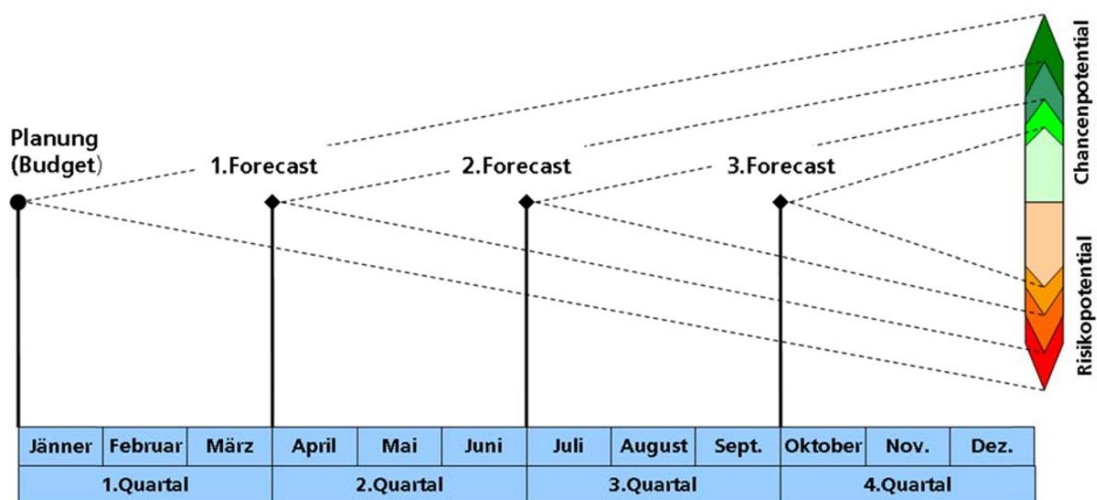 Planung
(Budget)
1.Forecast
2.Forecast
3.Forecast
Chancenpotential
Risikopotential
Jänner Februar März April Mai Juni Juli August Sept. Oktober Nov. Dez.
1.Quartal 2.Quartal 3.Quartal 4.Quartal